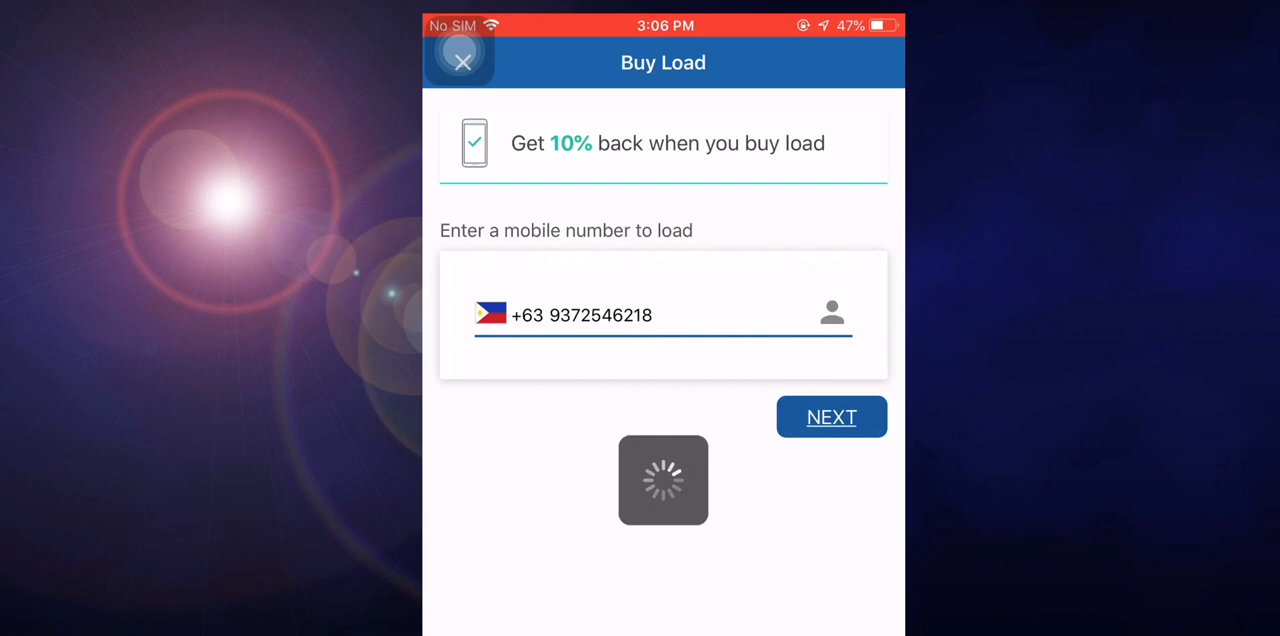 No SIM 3:06 PM 47%
Buy Load
Get 10% back when you buy load
Enter a mobile number to load
+63 9372546218
NEXT